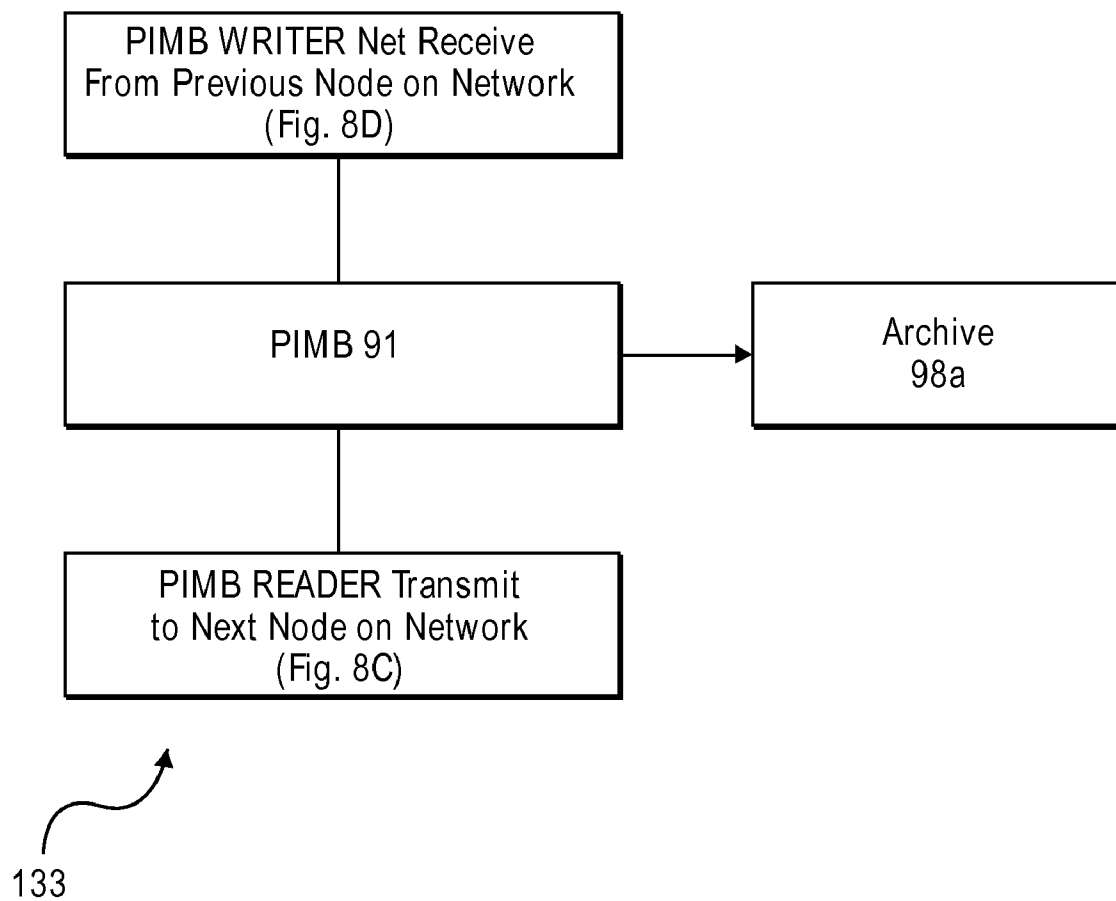 PIMB WRITER Net Receive
From Previous Node on Network
(Fig. 8D)
PIMB 91
Archive
98a
PIMB READER Transmit
to Next Node on Network
(Fig. 8C)
133